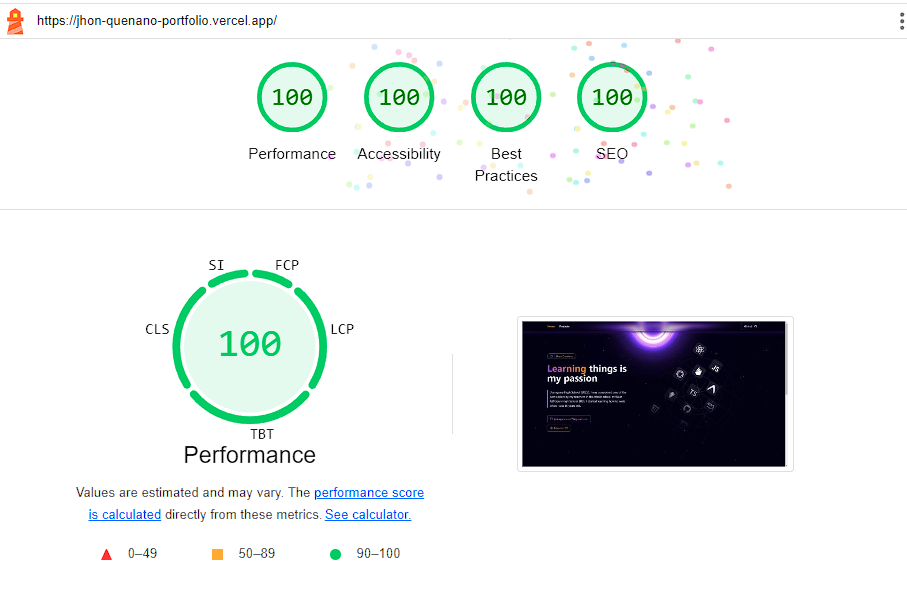 https://jhon-quenano-portfolio.vercel.app/
100
100
100
100
Performance
Accessibility
Best
Practices
SEO
SI
FCP
CLS
LCP
100
TBT
Performance
Values are estimated and may vary. The performance score
is calculated directly from these metrics. See calculator.
0–49
50–89
90–100
Learning things is
my passion